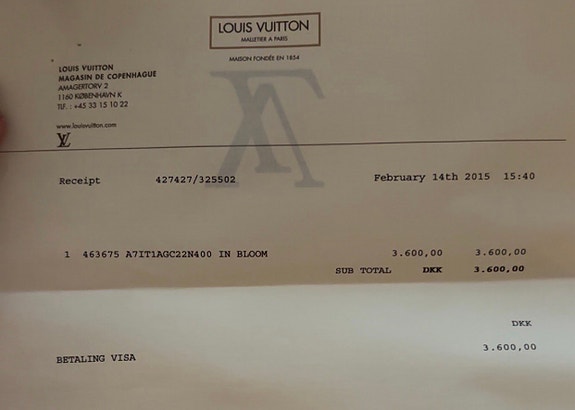 LOUIS VUITTON
MALLETIER A PARIS
MAISON FONDÉE EN 1854
LOUIS VUITTON
MAGASIN DE COPENHAGUE
AMAGERTORV 2
1160 KØBENHAVN K
TLF. : +45 33 15 10 22
www.louisvuitton.com
LV
Receipt 427427/325502 February 14th 2015 15:40
1 463675 A7IT1AGC22N400 IN BLOOM 3.600,00 3.600,00
SUB TOTAL DKK 3.600,00
DKK
3.600,00
BETALING VISA